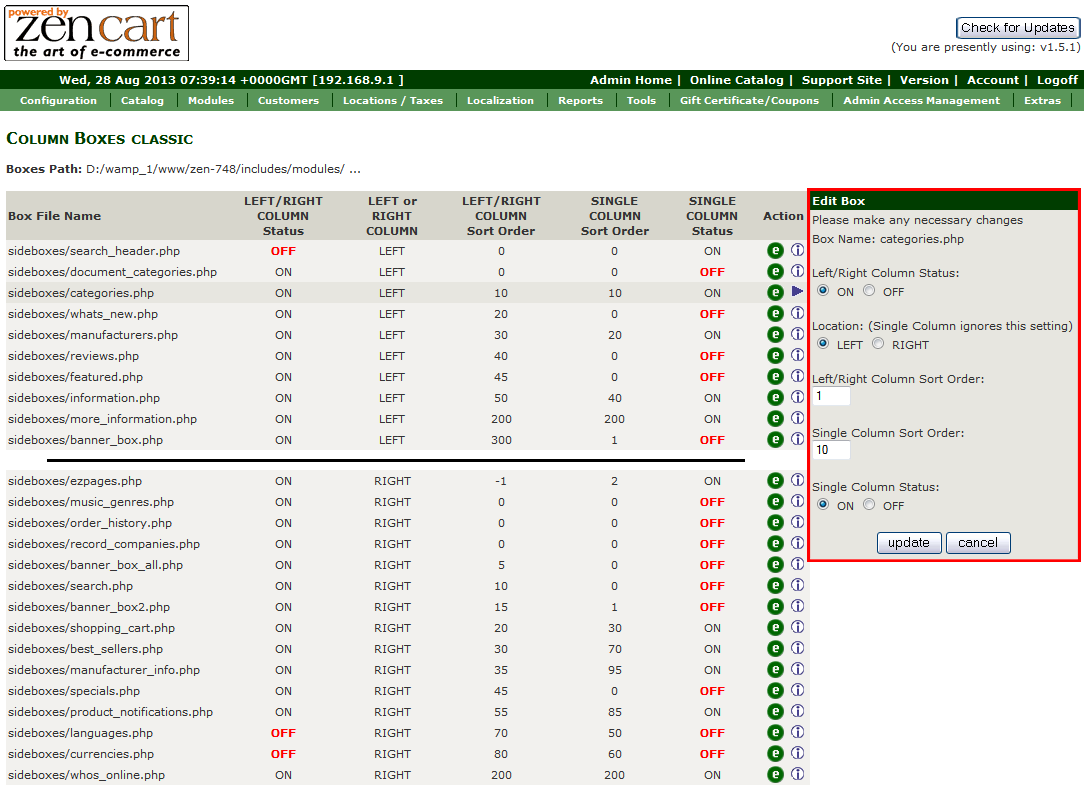 powered by
zen cart
the art of e-commerce
Check for Updates
(You are presently using: v1.5.1)
Wed, 28 Aug 2013 07:39:14 +0000GMT [192.168.9.1 ] Admin Home | Online Catalog | Support Site | Version | Account | Logoff
Configuration Catalog Modules Customers Locations / Taxes Localization Reports Tools Gift Certificate/Coupons Admin Access Management Extras
COLUMN BOXES CLASSIC
Boxes Path: D:/wamp_1/www/zen-748/includes/modules/ ...
Box File Name LEFT/RIGHT COLUMN Status LEFT or RIGHT COLUMN LEFT/RIGHT COLUMN Sort Order SINGLE COLUMN Sort Order SINGLE COLUMN Status Action
sideboxes/search_header.php OFF LEFT 0 0 ON e i
sideboxes/document_categories.php ON LEFT 0 0 OFF e i
sideboxes/categories.php ON LEFT 10 10 ON e
sideboxes/whats_new.php ON LEFT 20 0 OFF e i
sideboxes/manufacturers.php ON LEFT 30 20 ON e i
sideboxes/reviews.php ON LEFT 40 0 OFF e i
sideboxes/featured.php ON LEFT 45 0 OFF e i
sideboxes/information.php ON LEFT 50 40 ON e i
sideboxes/more_information.php ON LEFT 200 200 ON e i
sideboxes/banner_box.php ON LEFT 300 1 OFF e i
sideboxes/ezpages.php ON RIGHT -1 2 ON e i
sideboxes/music_genres.php ON RIGHT 0 0 OFF e i
sideboxes/order_history.php ON RIGHT 0 0 OFF e i
sideboxes/record_companies.php ON RIGHT 0 0 OFF e i
sideboxes/banner_box_all.php ON RIGHT 5 0 OFF e i
sideboxes/search.php ON RIGHT 10 0 OFF e i
sideboxes/banner_box2.php ON RIGHT 15 1 OFF e i
sideboxes/shopping_cart.php ON RIGHT 20 30 ON e i
sideboxes/best_sellers.php ON RIGHT 30 70 ON e i
sideboxes/manufacturer_info.php ON RIGHT 35 95 ON e i
sideboxes/specials.php ON RIGHT 45 0 OFF e i
sideboxes/product_notifications.php ON RIGHT 55 85 ON e i
sideboxes/languages.php OFF RIGHT 70 50 OFF e i
sideboxes/currencies.php OFF RIGHT 80 60 OFF e i
sideboxes/whos_online.php ON RIGHT 200 200 ON e i
Edit Box
Please make any necessary changes
Box Name: categories.php
Left/Right Column Status:
ON OFF
Location: (Single Column ignores this setting)
LEFT RIGHT
Left/Right Column Sort Order:
1
Single Column Sort Order:
10
Single Column Status:
ON OFF
update cancel